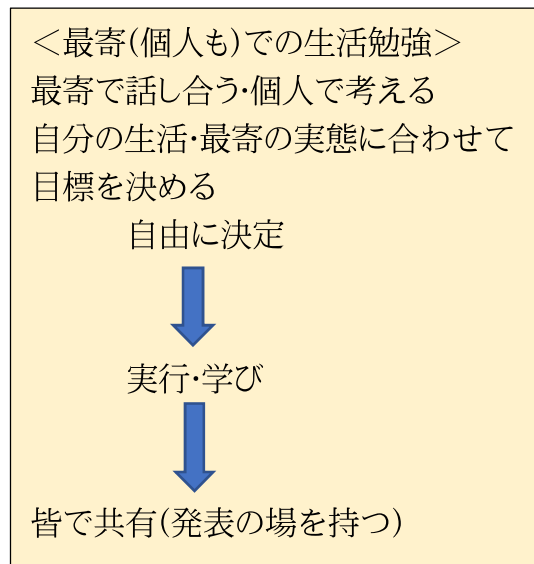 ＜最寄(個人も)での生活勉強＞
最寄で話し合う･個人で考える
自分の生活･最寄の実態に合わせて
目標を決める
自由に決定
実行･学び
皆で共有(発表の場を持つ)